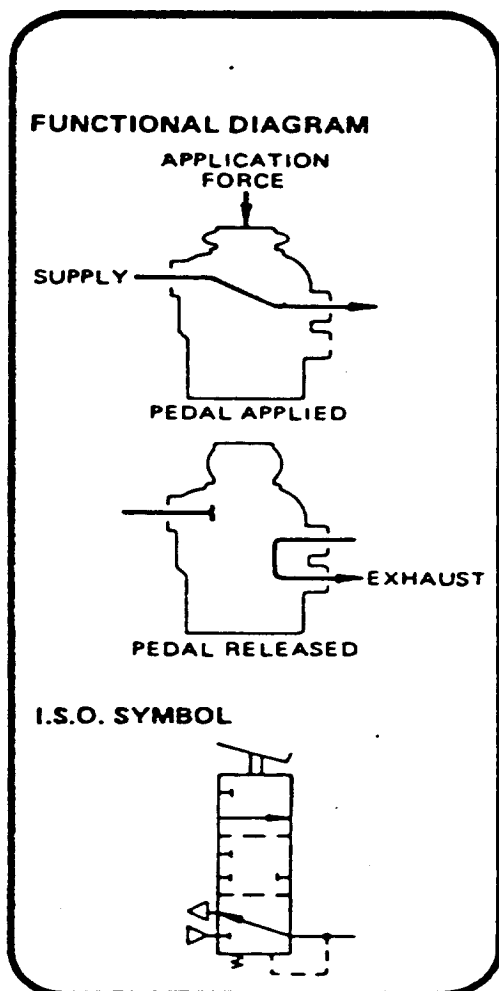 FUNCTIONAL DIAGRAM
APPLICATION
FORCE
SUPPLY
PEDAL APPLIED
EXHAUST
PEDAL RELEASED
I.S.O. SYMBOL